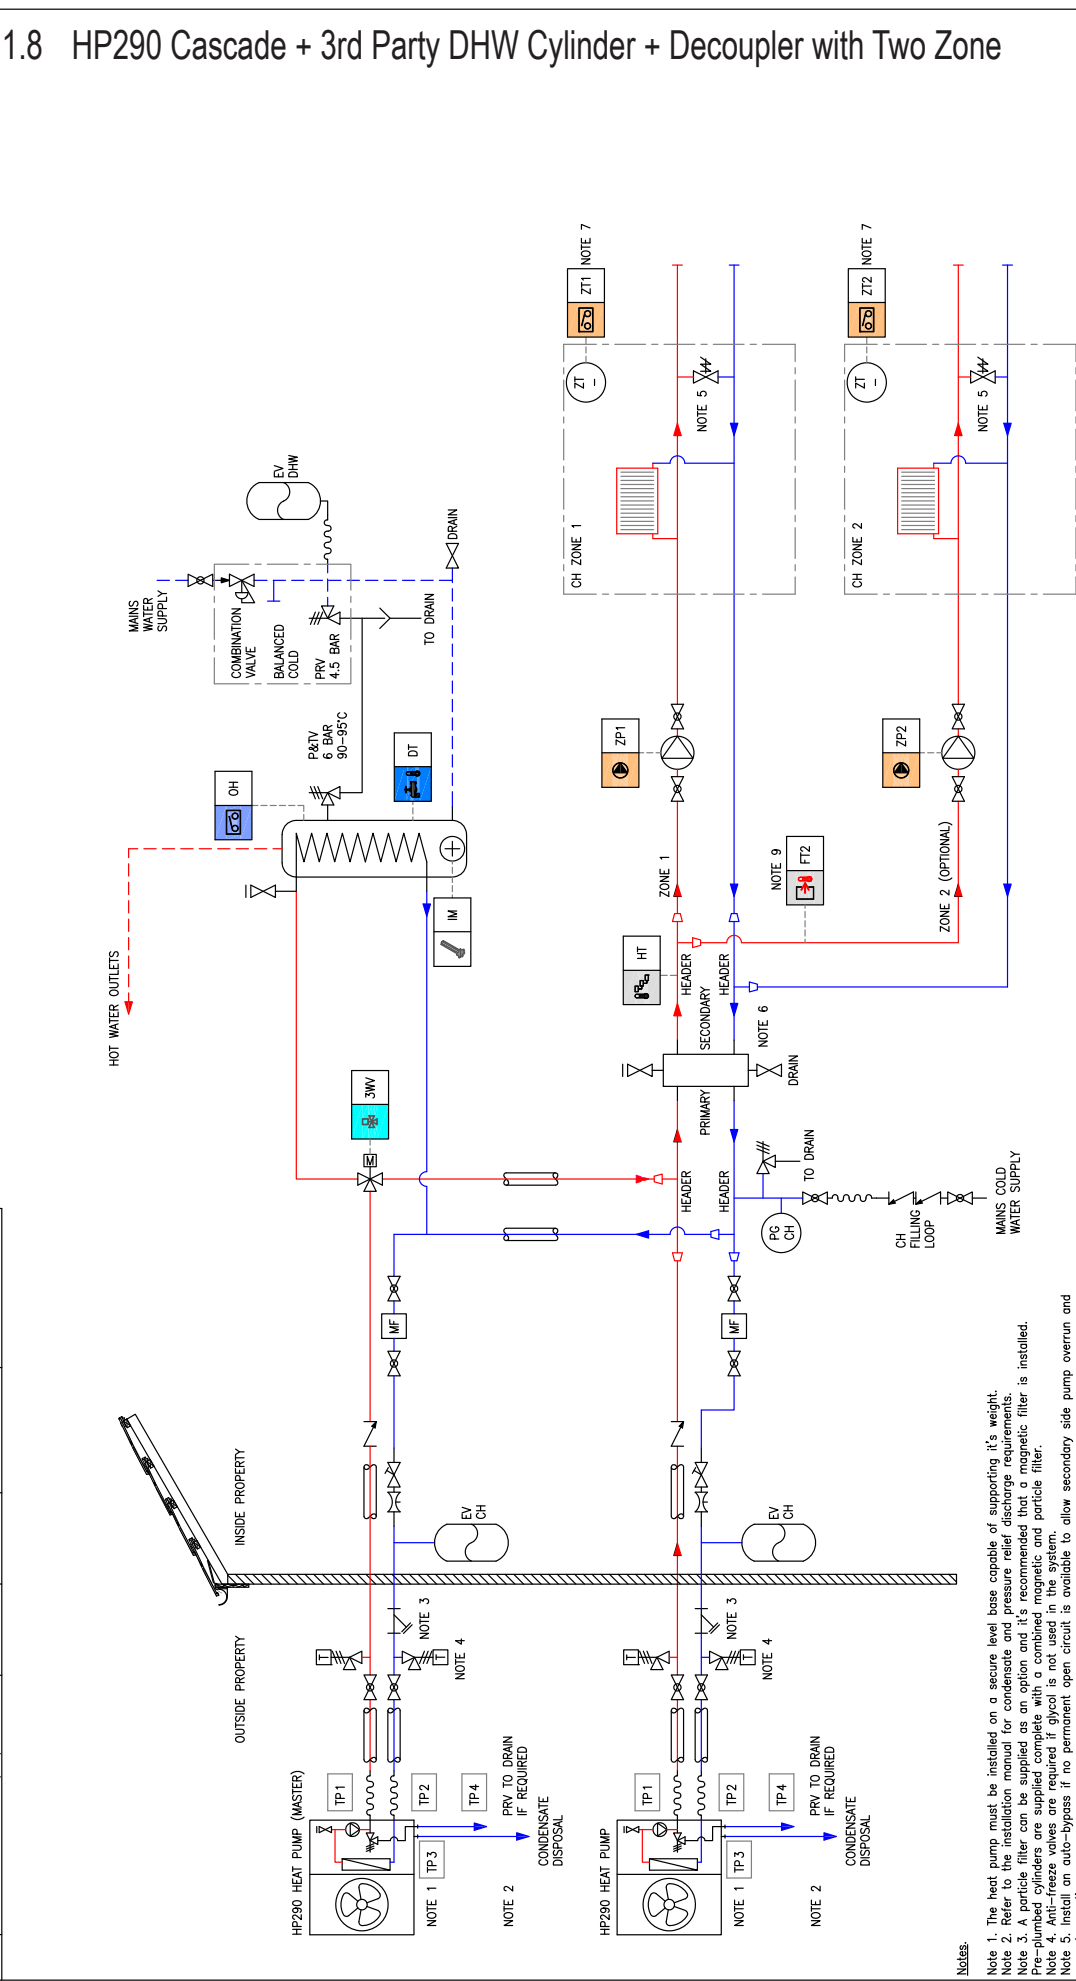 1.8 HP290 Cascade + 3rd Party DHW Cylinder + Decoupler with Two Zone
HOT WATER OUTLETS
MAINS
WATER
SUPPLY
COMBINATION
VALVE
BALANCED
COLD
PRV
4.5 BAR
EV
DHW
DRAIN
TO DRAIN
P&TV
6 BAR
90-95°C
OH
DT
IM
3WV
ZT1
NOTE 7
ZT
-
NOTE 5
CH ZONE 1
ZP1
ZONE 1
ZT2
NOTE 7
ZT
-
NOTE 5
CH ZONE 2
ZP2
ZONE 2 (OPTIONAL)
NOTE 9
FT2
HT
HEADER
HEADER
SECONDARY
NOTE 6
PRIMARY
DRAIN
HEADER
HEADER
TO DRAIN
PG
CH
CH
FILLING
LOOP
MAINS COLD
WATER SUPPLY
MF
MF
INSIDE PROPERTY
OUTSIDE PROPERTY
EV
CH
EV
CH
M
T
T
NOTE 3
NOTE 4
HP290 HEAT PUMP (MASTER)
TP1
TP2
TP3
TP4
PRV TO DRAIN
IF REQUIRED
CONDENSATE
DISPOSAL
NOTE 1
NOTE 2
T
T
NOTE 3
NOTE 4
HP290 HEAT PUMP
TP1
TP2
TP3
TP4
PRV TO DRAIN
IF REQUIRED
CONDENSATE
DISPOSAL
NOTE 1
NOTE 2
Notes.
Note 1. The heat pump must be installed on a secure level base capable of supporting it's weight.
Note 2. Refer to the installation manual for condensate and pressure relief discharge requirements.
Note 3. A particle filter can be supplied as an option and it's recommended that a magnetic filter is installed.
Pre-plumbed cylinders are supplied complete with a combined magnetic and particle filter.
Note 4. Anti-freeze valves are required if glycol is not used in the system.
Note 5. Install an auto-bypass if no permanent open circuit is available to allow secondary side pump overrun and